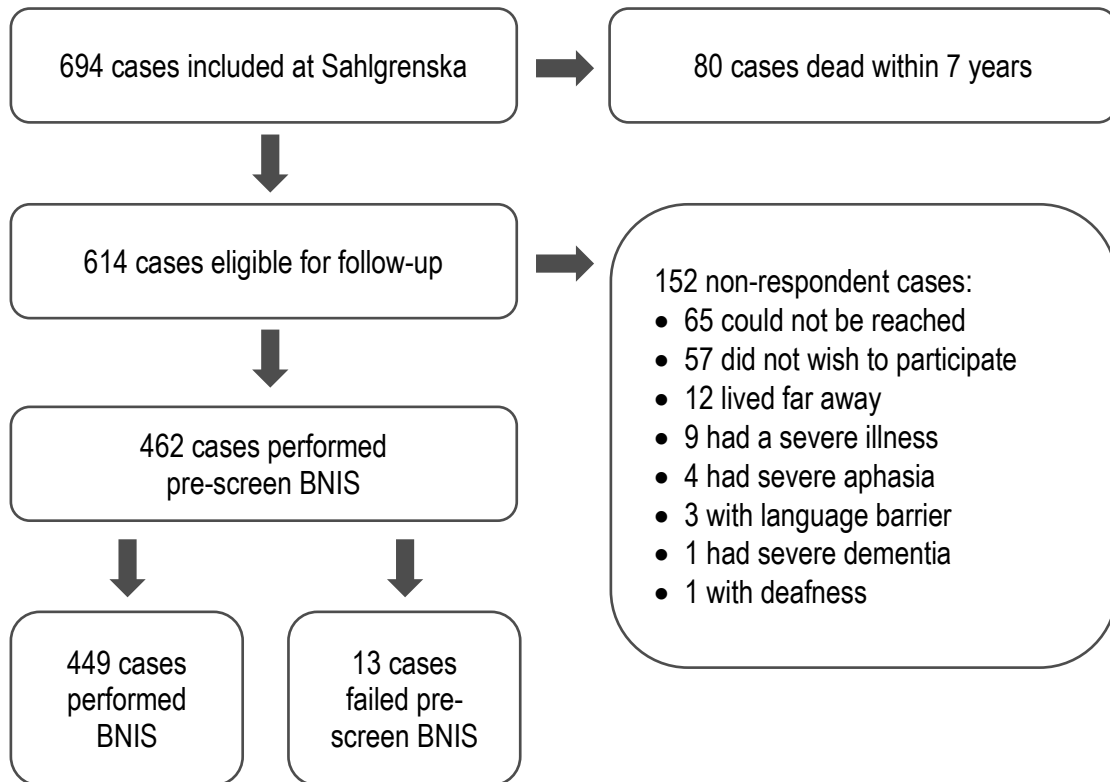 694 cases included at Sahlgrenska
80 cases dead within 7 years
614 cases eligible for follow-up
152 non-respondent cases:
• 65 could not be reached
• 57 did not wish to participate
• 12 lived far away
• 9 had a severe illness
• 4 had severe aphasia
• 3 with language barrier
• 1 had severe dementia
• 1 with deafness
462 cases performed
pre-screen BNIS
449 cases
performed
BNIS
13 cases
failed pre-
screen BNIS